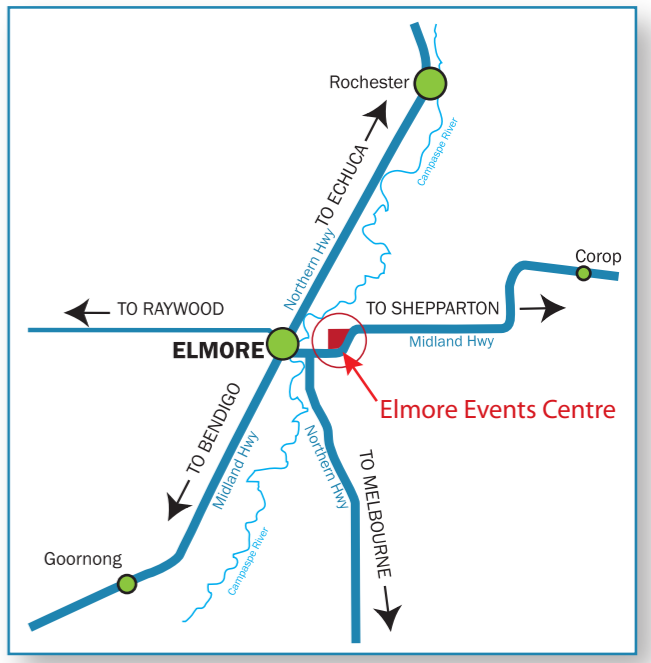 Rochester
Campaspe River
TO ECHUCA
Northern Hwy
Corop
TO RAYWOOD
TO SHEPPARTON
ELMORE
Midland Hwy
Elmore Events Centre
TO BENDIGO
Midland Hwy
Northern Hwy
TO MELBOURNE
Campaspe River
Goornong